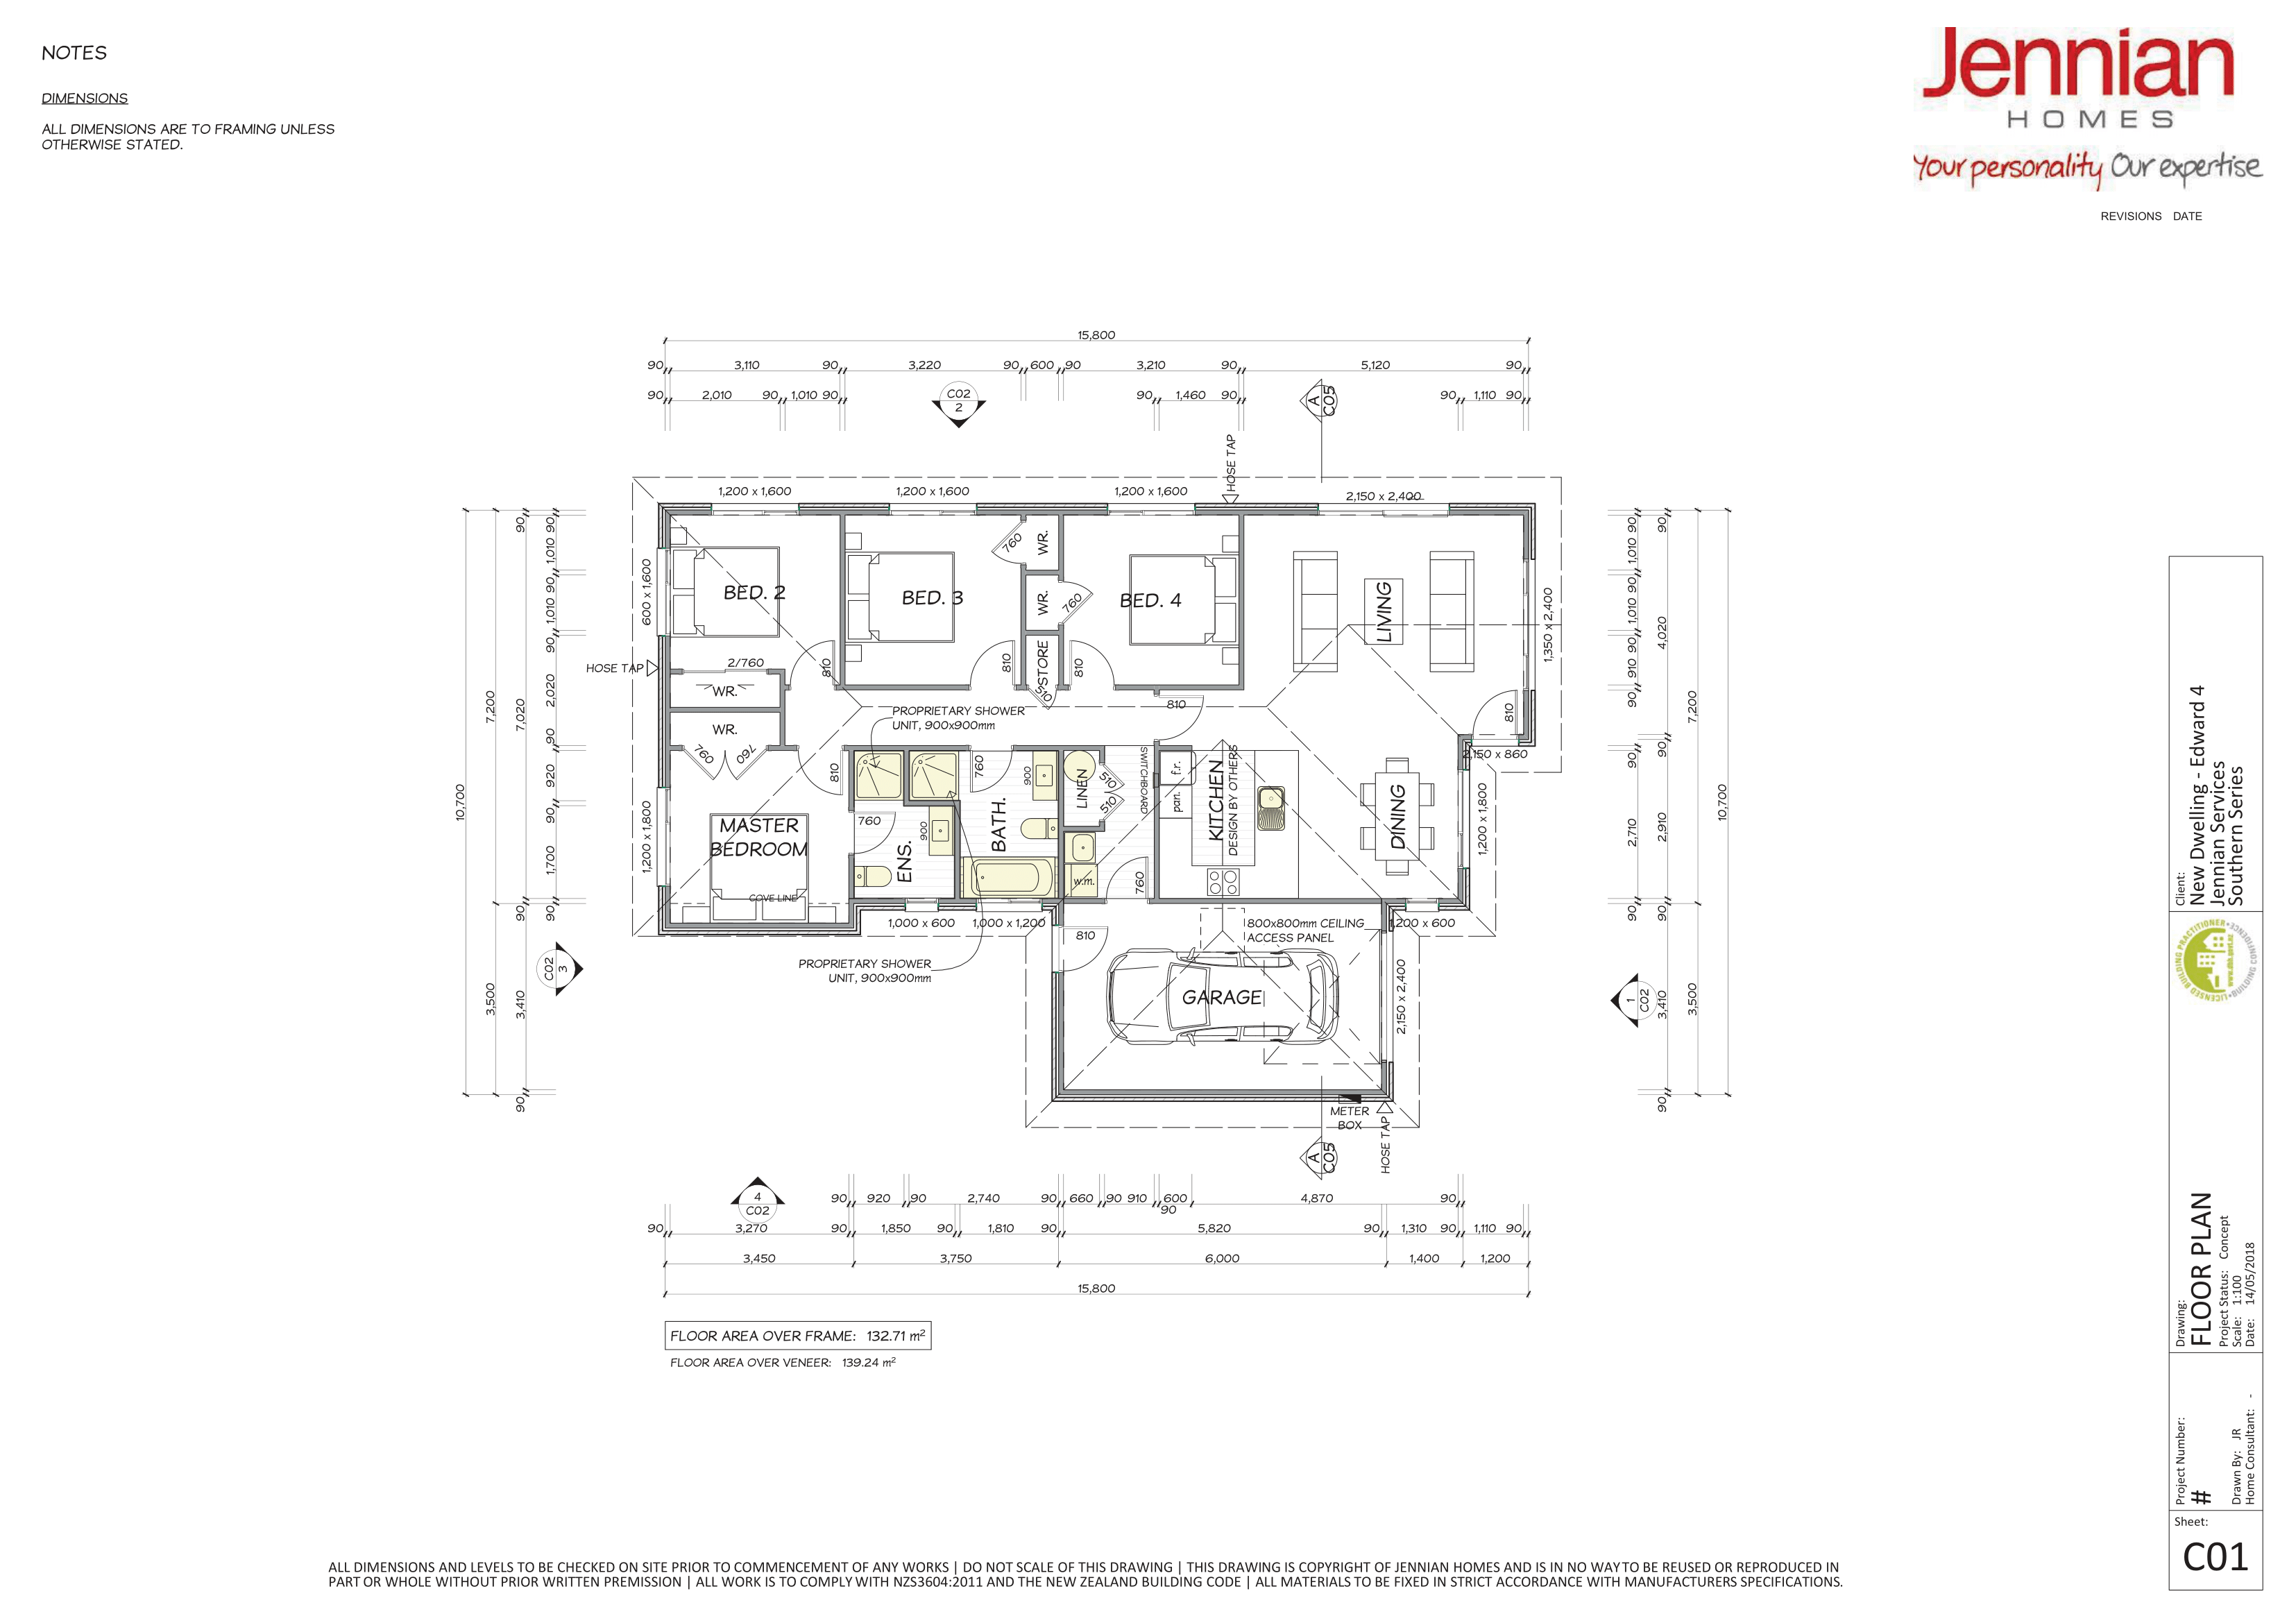 NOTES
DIMENSIONS
ALL DIMENSIONS ARE TO FRAMING UNLESS
OTHERWISE STATED.
Jennian
HOMES
Your personality Our expertise
REVISIONS DATE
15,800
90 3,110 90 3,220 90 600 90 3,210 90 5,120 90
90 2,010 90 1,010 90 90 1,460 90 90 1,110 90
C02
2
A
C05
HOSE TAP
1,200 x 1,600
1,200 x 1,600
1,200 x 1,600
2,150 x 2,400
10,700
7,200
3,500
90
7,020
90
3,410
90
90
1,010
90
1,010
90
2,020
90
920
90
1,700
90
600 x 1,600
HOSE TAP
1,200 x 1,800
C02
3
BED. 2
BED. 3
BED. 4
LIVING
760
WR.
WR.
760
STORE
510
2/760
WR.
WR.
760
760
810
810
810
810
810
810
PROPRIETARY SHOWER
UNIT, 900x900mm
MASTER
BEDROOM
COVE LINE
760
900
ENS.
760
900
BATH.
LINEN
510
510
SWITCHBOARD
w.m.
760
f.r.
pan.
KITCHEN
DESIGN BY OTHERS
DINING
2,150 x 860
1,350 x 2,400
1,200 x 1,800
1,000 x 600
1,000 x 1,200
1,200 x 600
800x800mm CEILING
ACCESS PANEL
810
PROPRIETARY SHOWER
UNIT, 900x900mm
GARAGE
2,150 x 2,400
METER
BOX
HOSE TAP
A
C05
90
1,010
90
1,010
90
910
90
90
2,710
90
90
4,020
90
2,910
90
3,410
90
7,200
3,500
10,700
1
C02
4
C02
90 920 90 2,740 90 660 90 910 600 4,870 90
90
90 3,270 90 1,850 90 1,810 90 5,820 90 1,310 90 1,110 90
3,450 3,750 6,000 1,400 1,200
15,800
FLOOR AREA OVER FRAME: 132.71 m²
FLOOR AREA OVER VENEER: 139.24 m²
Client:
New Dwelling - Edward 4
Jennian Services
Southern Series
LICENSED BUILDING PRACTITIONER
BUILDING CONFIDENCE
www.dbh.govt.nz
Drawing:
FLOOR PLAN
Project Status: Concept
Scale: 1:100
Date: 14/05/2018
Project Number:
#
Drawn By: JR
Home Consultant: -
Sheet:
C01
ALL DIMENSIONS AND LEVELS TO BE CHECKED ON SITE PRIOR TO COMMENCEMENT OF ANY WORKS | DO NOT SCALE OF THIS DRAWING | THIS DRAWING IS COPYRIGHT OF JENNIAN HOMES AND IS IN NO WAY TO BE REUSED OR REPRODUCED IN
PART OR WHOLE WITHOUT PRIOR WRITTEN PREMISSION | ALL WORK IS TO COMPLY WITH NZS3604:2011 AND THE NEW ZEALAND BUILDING CODE | ALL MATERIALS TO BE FIXED IN STRICT ACCORDANCE WITH MANUFACTURERS SPECIFICATIONS.